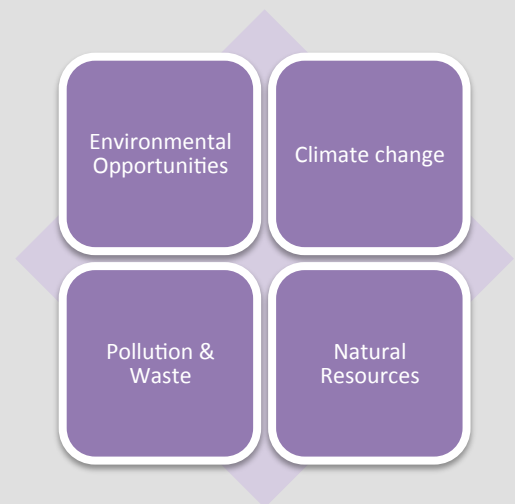 Environmental
Opportunities
Climate change
Pollution &
Waste
Natural
Resources